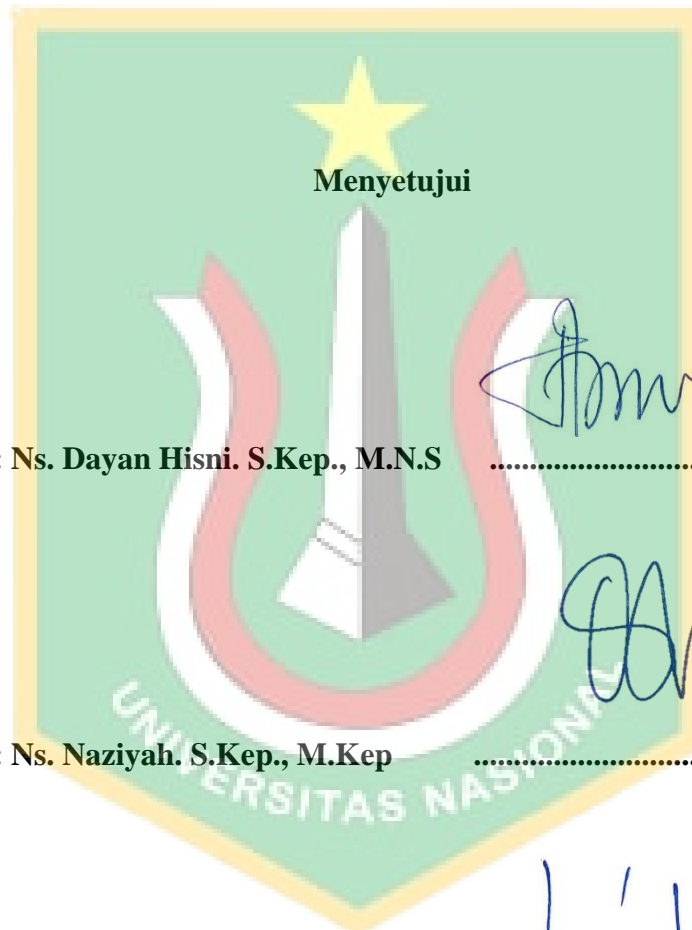 Menyetujui
: Ns. Dayan Hisni. S.Kep., M.N.S ............................
: Ns. Naziyah. S.Kep., M.Kep ............................
UNIVERSITAS NASIONAL